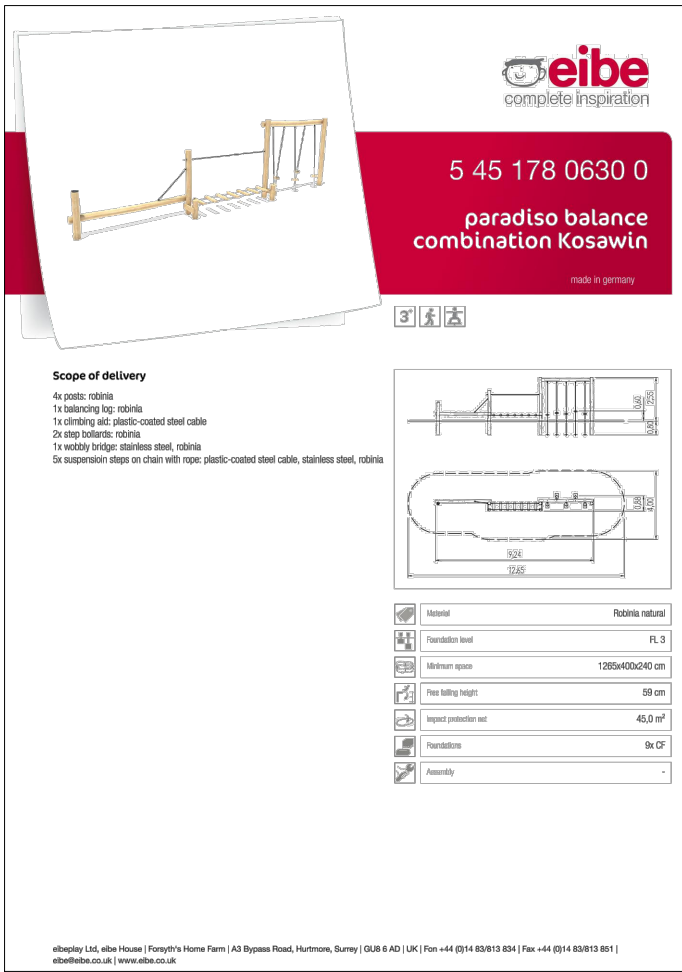 eibe
complete inspiration
5 45 178 0630 0
paradiso balance
combination Kosawin
made in germany
3+
Scope of delivery
4x posts: robinia
1x balancing log: robinia
1x climbing aid: plastic-coated steel cable
2x step bollards: robinia
1x wobbly bridge: stainless steel, robinia
5x suspensioin steps on chain with rope: plastic-coated steel cable, stainless steel, robinia
0,60
2,55
0,80
0,88
4,00
9,24
12,65
Material Robinia natural
Foundation level FL 3
Minimum space 1265x400x240 cm
Free falling height 59 cm
Impact protection net 45,0 m²
Foundations 9x CF
Assembly -
eibeplay Ltd, eibe House | Forsyth's Home Farm | A3 Bypass Road, Hurtmore, Surrey | GU8 6 AD | UK | Fon +44 (0)14 83/813 834 | Fax +44 (0)14 83/813 851 |
eibe@eibe.co.uk | www.eibe.co.uk